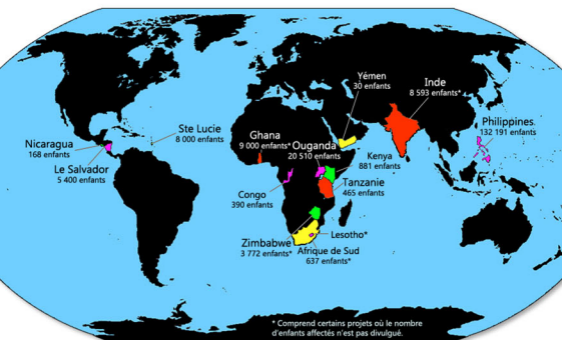 Yémen
30 enfants
Inde
8 593 enfants*
Philippines
132 191 enfants
Ste Lucie
8 000 enfants
Nicaragua
168 enfants
Le Salvador
5 400 enfants
Ghana
9 000 enfants*
Ouganda
20 510 enfants
Kenya
881 enfants
Tanzanie
465 enfants
Congo
390 enfants
Lesotho*
Zimbabwe
3 772 enfants*
Afrique de Sud
637 enfants*
* Comprend certains projets où le nombre
d'enfants affectés n'est pas divulgué.